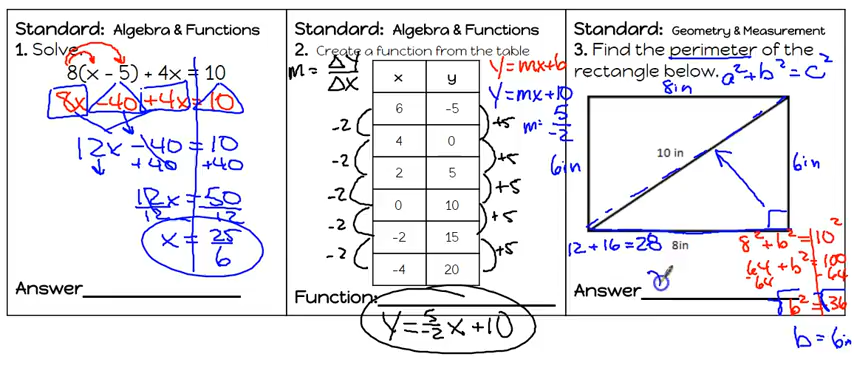 Standard: Algebra & Functions
1. Solve.
8(x - 5) + 4x = 10
8x -40 +4x = 10
12x - 40 = 10
+40 +40
12x = 50
12 12
x = 25/6
Answer
Standard: Algebra & Functions
2. Create a function from the table
m = ΔY/ΔX
y = mx+b
y = mx+10
m = 5/-2
x y
6 -5
4 0
2 5
0 10
-2 15
-4 20
-2 +5
-2 +5
-2 +5
-2 +5
-2 +5
Function:
y = 5/-2 x + 10
Standard: Geometry & Measurement
3. Find the perimeter of the
rectangle below. a² + b² = c²
8in
10 in
6in 6in
12 + 16 = 28 8in
8² + b² = 10²
64 + b² = 100
-64 -64
√b² = √36
b = 6in
Answer